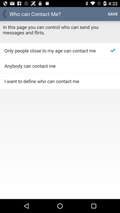 4:32
Who can Contact Me?
SAVE
In this page you can control who can send you
messages and flirts.
Only people close to my age can contact me
Anybody can contact me
I want to define who can contact me